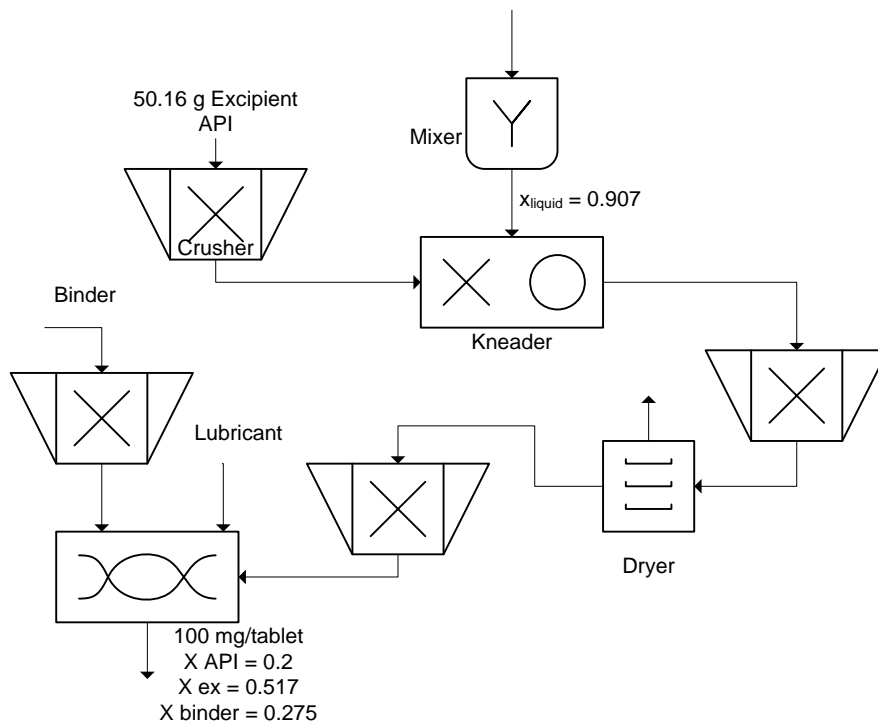 50.16 g Excipient
API
Mixer
x_liquid = 0.907
Crusher
Kneader
Binder
Lubricant
Dryer
100 mg/tablet
X API = 0.2
X ex = 0.517
X binder = 0.275